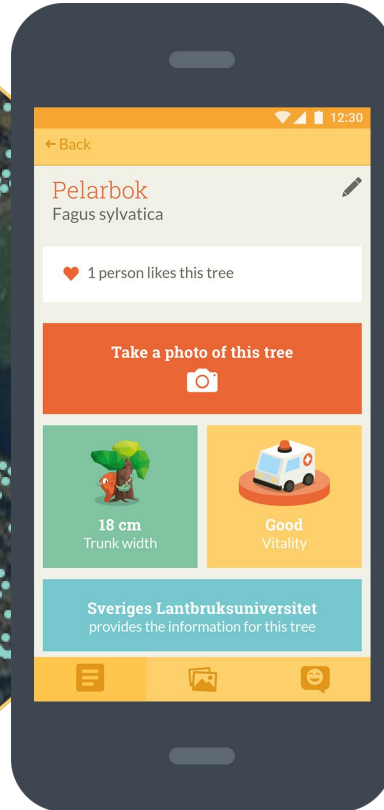 12:30
Back
Pelarbok
Fagus sylvatica
1 person likes this tree
Take a photo of this tree
18 cm
Trunk width
Good
Vitality
Sveriges Lantbruksuniversitet
provides the information for this tree